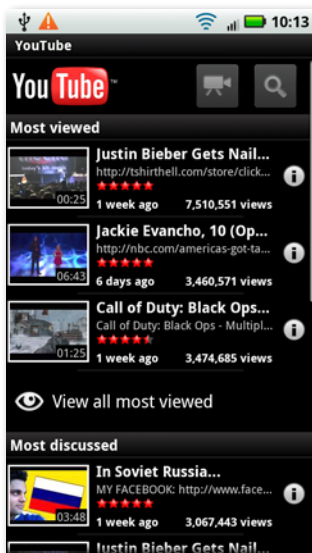 10:13
YouTube
YouTube™
Most viewed
Justin Bieber Gets Nail...
http://tshirthell.com/store/click...
00:25
1 week ago 7,510,551 views
Jackie Evancho, 10 (Op...
http://nbc.com/americas-got-ta...
06:43
6 days ago 3,460,571 views
Call of Duty: Black Ops...
Call of Duty: Black Ops - Multipl...
01:25
1 week ago 3,474,685 views
View all most viewed
Most discussed
In Soviet Russia...
MY FACEBOOK: http://www.face...
03:48
1 week ago 3,067,443 views
Justin Bieber Gets Nail...